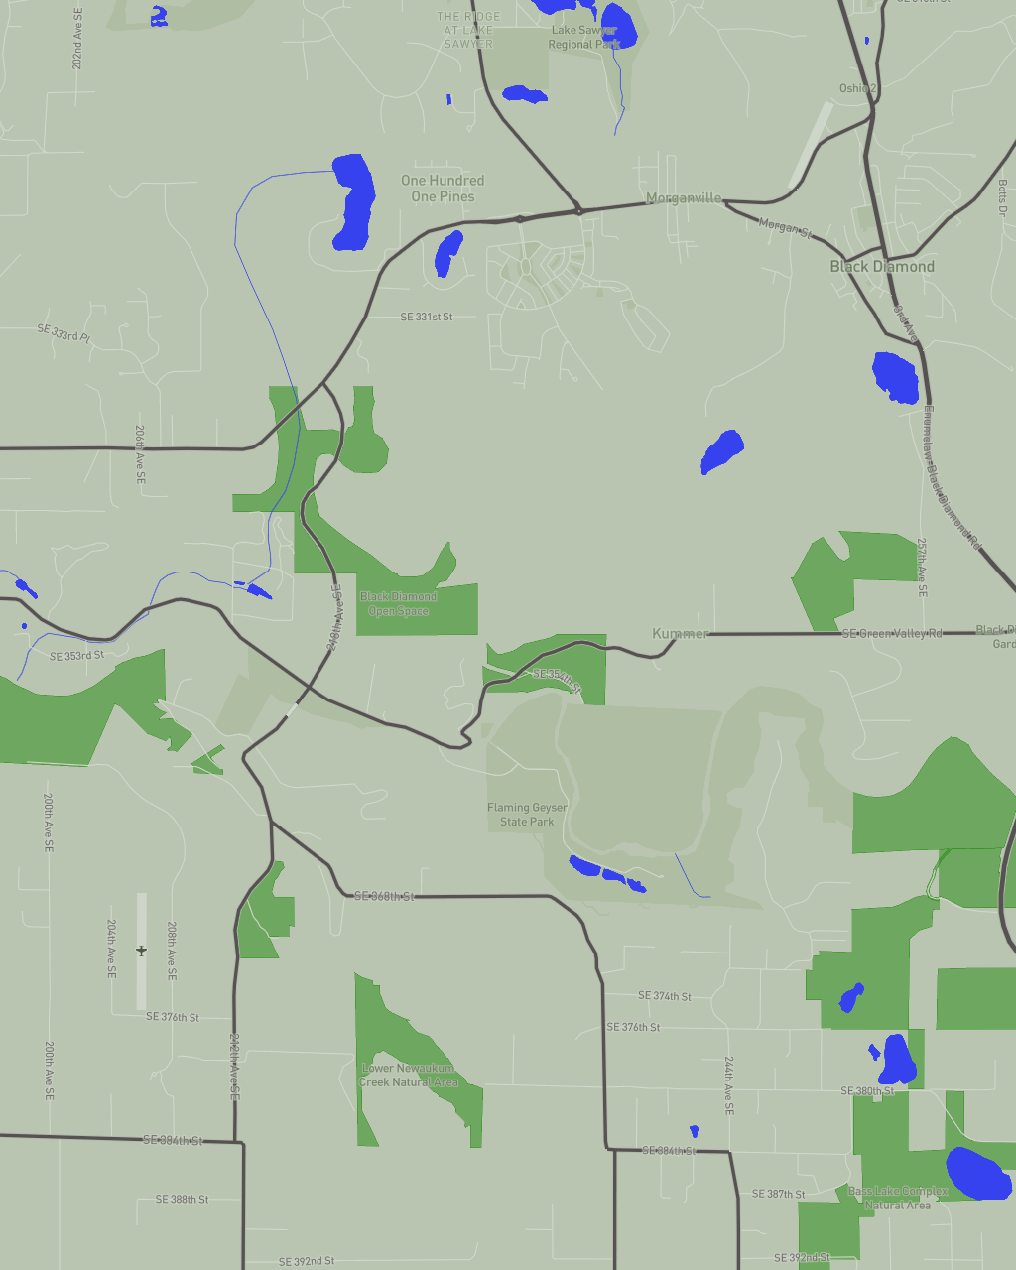 202nd Ave SE
THE RIDGE
AT LAKE
SAWYER
Lake Sawyer
Regional Park
Oshio 2
One Hundred
One Pines
Morganville
Betts Dr
Morgan St
Black Diamond
SE 331st St
3rd Ave
SE 333rd Pl
206th Ave SE
Enumclaw-Black Diamond Rd
257th Ave SE
218th Ave SE
Black Diamond
Open Space
Kummer
SE Green Valley Rd
SE 353rd St
SE 354th St
200th Ave SE
Flaming Geyser
State Park
SE 368th St
204th Ave SE
208th Ave SE
SE 374th St
SE 376th St
SE 376th St
200th Ave SE
212th Ave SE
244th Ave SE
Lower Newaukum
Creek Natural Area
SE 380th St
SE 384th St
SE 384th St
SE 388th St
SE 387th St
Bass Lake Complex
Natural Area
SE 392nd St
SE 392nd St